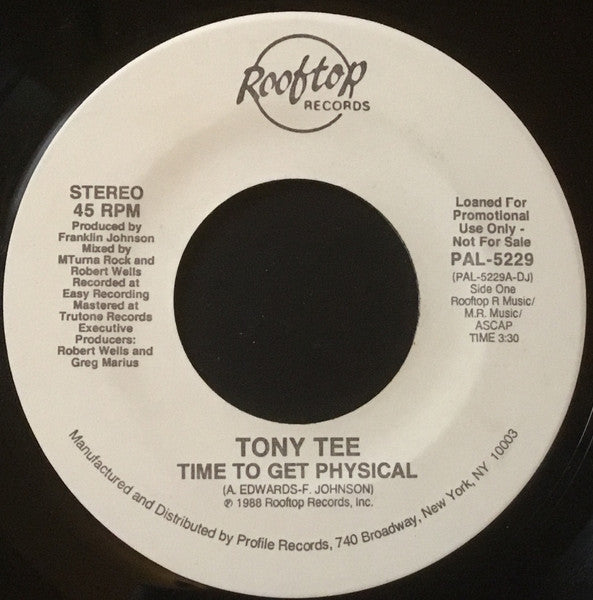 Rooftop
RECORDS
STEREO
45 RPM
Produced by
Franklin Johnson
Mixed by
MTuma Rock and
Robert Wells
Recorded at
Easy Recording
Mastered at
Trutone Records
Executive
Producers:
Robert Wells and
Greg Marius
Loaned For
Promotional
Use Only -
Not For Sale
PAL-5229
(PAL-5229A-DJ)
Side One
Rooftop R Music/
M.R. Music/
ASCAP
TIME 3:30
TONY TEE
TIME TO GET PHYSICAL
(A. EDWARDS-F. JOHNSON)
℗ 1988 Rooftop Records, Inc.
Manufactured and Distributed by Profile Records, 740 Broadway, New York, NY 10003